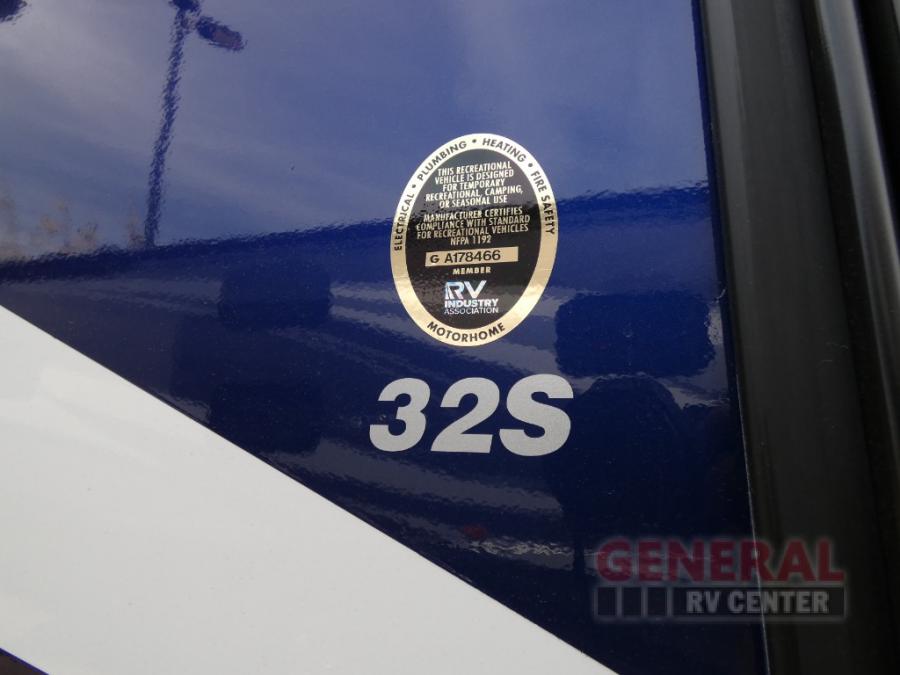 ELECTRICAL • PLUMBING • HEATING • FIRE SAFETY
THIS RECREATIONAL
VEHICLE IS DESIGNED
FOR TEMPORARY
RECREATIONAL, CAMPING,
OR SEASONAL USE
MANUFACTURER CERTIFIES
COMPLIANCE WITH STANDARD
FOR RECREATIONAL VEHICLES
NFPA 1192
G A178466
MEMBER
RV
INDUSTRY
ASSOCIATION
MOTORHOME
32S
GENERAL
RV CENTER